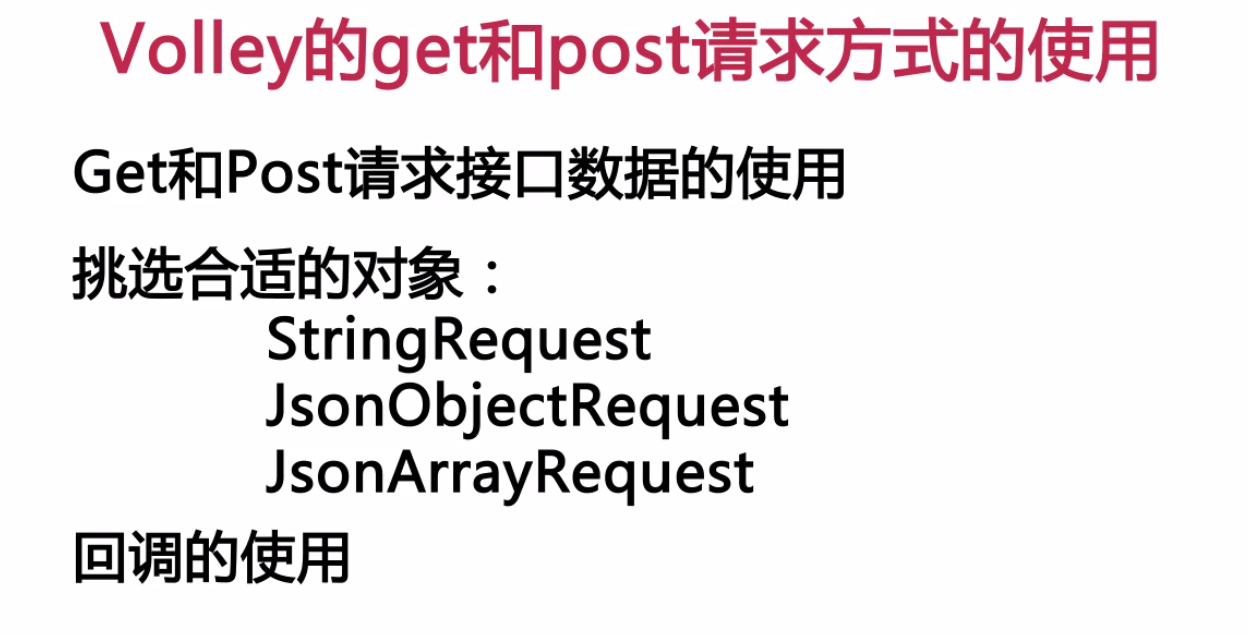 Volley的get和post请求方式的使用
Get和Post请求接口数据的使用
挑选合适的对象：
StringRequest
JsonObjectRequest
JsonArrayRequest
回调的使用